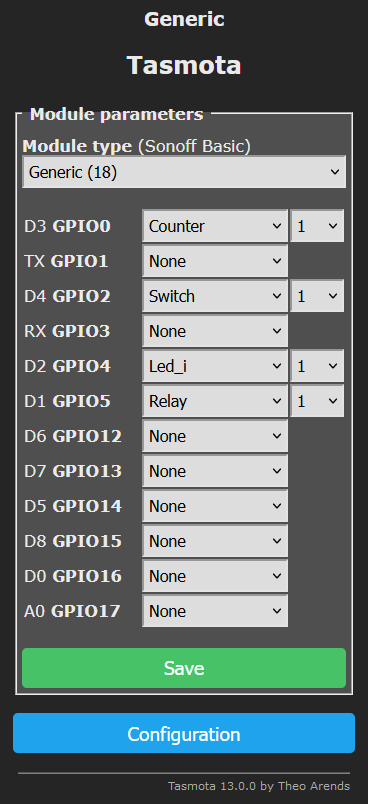 Generic
Tasmota
Module parameters
Module type (Sonoff Basic)
Generic (18)
D3 GPIO0 Counter 1
TX GPIO1 None
D4 GPIO2 Switch 1
RX GPIO3 None
D2 GPIO4 Led_i 1
D1 GPIO5 Relay 1
D6 GPIO12 None
D7 GPIO13 None
D5 GPIO14 None
D8 GPIO15 None
D0 GPIO16 None
A0 GPIO17 None
Save
Configuration
Tasmota 13.0.0 by Theo Arends